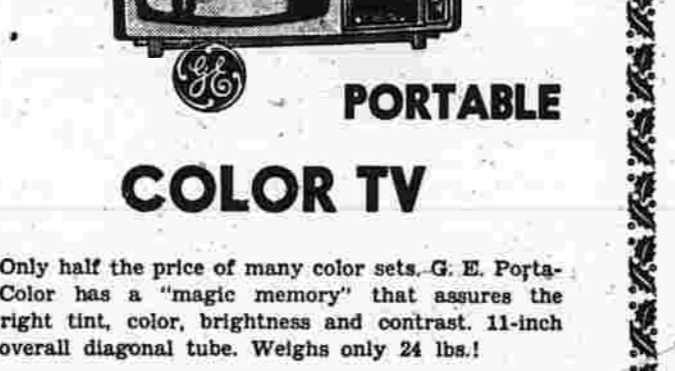 GE
PORTABLE
COLOR TV
Only half the price of many color sets. G. E. Porta-
Color has a "magic memory" that assures the
right tint, color, brightness and contrast. 11-inch
overall diagonal tube. Weighs only 24 lbs.!